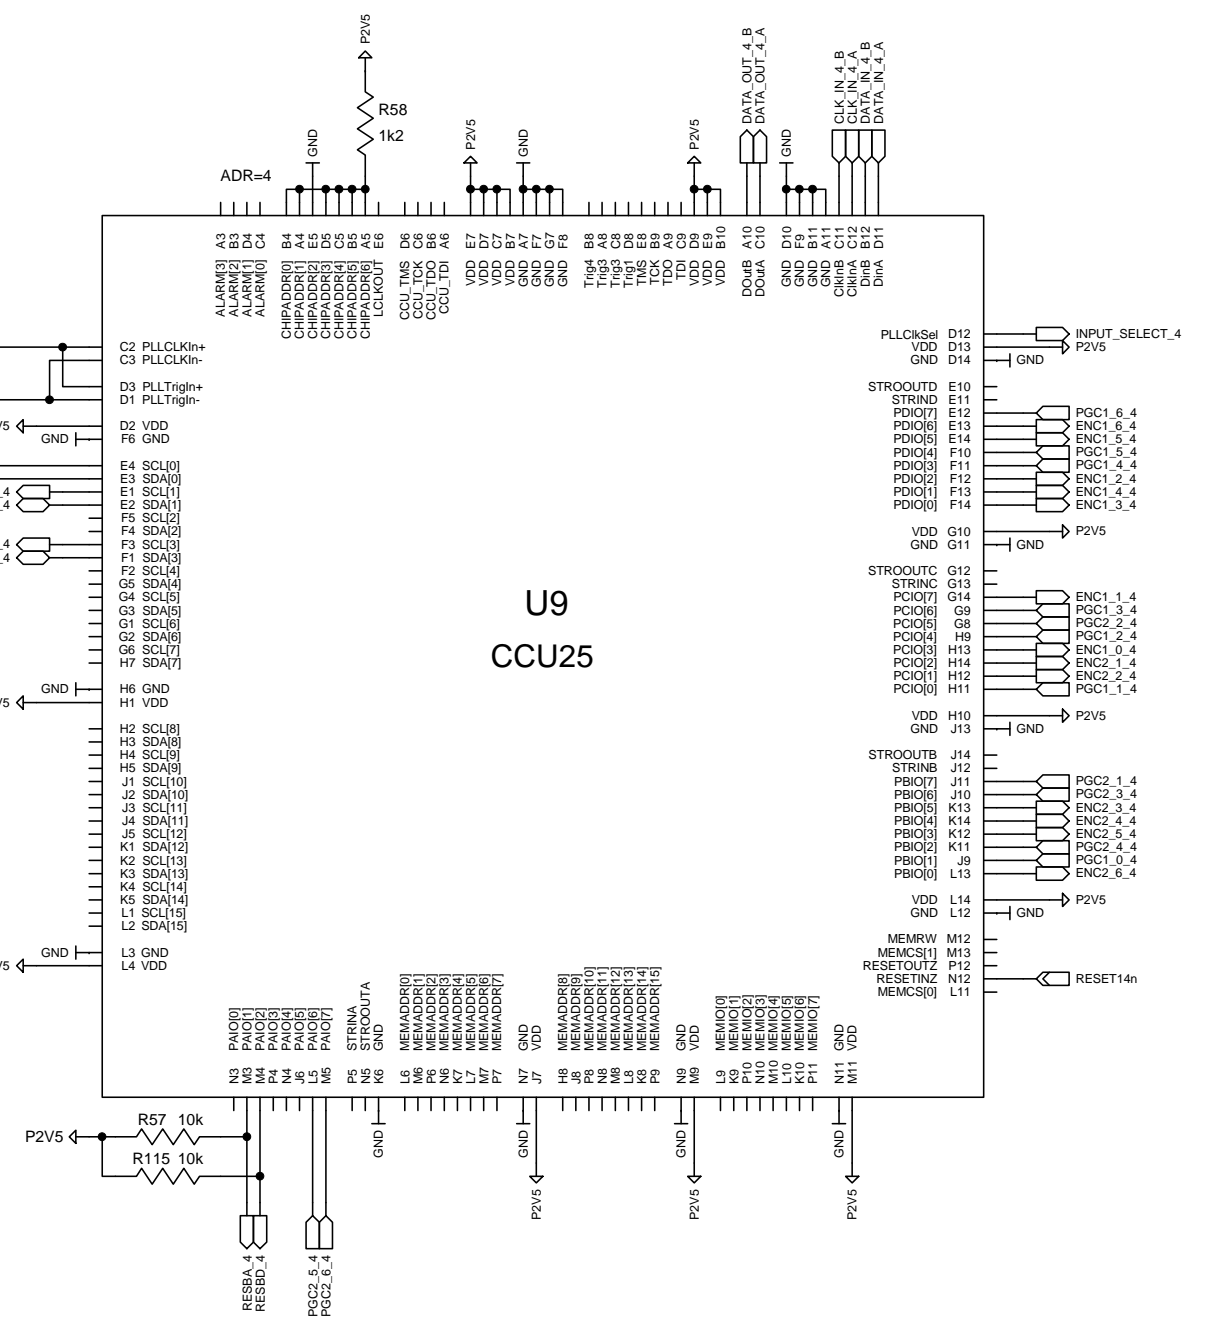 P2V5
R58
1k2
GND
ADR=4
P2V5
GND
P2V5
DATA_OUT_4_B
DATA_OUT_4_A
GND
CLK_IN_4_B
CLK_IN_4_A
DATA_IN_4_B
DATA_IN_4_A
A3 ALARM[3]
B3 ALARM[2]
D4 ALARM[1]
C4 ALARM[0]
B4 CHIPADDR[0]
A4 CHIPADDR[1]
E5 CHIPADDR[2]
D5 CHIPADDR[3]
C5 CHIPADDR[4]
B5 CHIPADDR[5]
A5 CHIPADDR[6]
E6 LCLKOUT
D6 CCU_TMS
C6 CCU_TCK
B6 CCU_TDO
A6 CCU_TDI
E7 VDD
D7 VDD
C7 VDD
B7 VDD
A7 GND
F7 GND
G7 GND
F8 GND
B8 Trig4
A8 Trig3
C8 Trig3
D8 Trig1
E8 TMS
B9 TCK
A9 TDO
C9 TDI
D9 VDD
E9 VDD
B10 VDD
A10 DOutB
C10 DOutA
D10 GND
F9 GND
B11 GND
A11 GND
C11 ClkInB
C12 ClkInA
B12 DinB
D11 DinA
C2 PLLCLKIn+
C3 PLLCLKIn-
D3 PLLTrigIn+
D1 PLLTrigIn-
V5 D2 VDD
GND F6 GND
E4 SCL[0]
E3 SDA[0]
_4 E1 SCL[1]
_4 E2 SDA[1]
F5 SCL[2]
F4 SDA[2]
_4 F3 SCL[3]
_4 F1 SDA[3]
F2 SCL[4]
G5 SDA[4]
G4 SCL[5]
G3 SDA[5]
G1 SCL[6]
G2 SDA[6]
G6 SCL[7]
H7 SDA[7]
GND H6 GND
V5 H1 VDD
H2 SCL[8]
H3 SDA[8]
H4 SCL[9]
H5 SDA[9]
J1 SCL[10]
J2 SDA[10]
J3 SCL[11]
J4 SDA[11]
J5 SCL[12]
K1 SDA[12]
K2 SCL[13]
K3 SDA[13]
K4 SCL[14]
K5 SDA[14]
L1 SCL[15]
L2 SDA[15]
GND L3 GND
V5 L4 VDD
U9
CCU25
PLLClkSel D12 INPUT_SELECT_4
VDD D13 P2V5
GND D14 GND
STROOUTD E10
STRIND E11
PDIO[7] E12 PGC1_6_4
PDIO[6] E13 ENC1_6_4
PDIO[5] E14 ENC1_5_4
PDIO[4] F10 PGC1_5_4
PDIO[3] F11 PGC1_4_4
PDIO[2] F12 ENC1_2_4
PDIO[1] F13 ENC1_4_4
PDIO[0] F14 ENC1_3_4
VDD G10 P2V5
GND G11 GND
STROOUTC G12
STRINC G13
PCIO[7] G14 ENC1_1_4
PCIO[6] G9 PGC1_3_4
PCIO[5] G8 PGC2_2_4
PCIO[4] H9 PGC1_2_4
PCIO[3] H13 ENC1_0_4
PCIO[2] H14 ENC2_1_4
PCIO[1] H12 ENC2_2_4
PCIO[0] H11 PGC1_1_4
VDD H10 P2V5
GND J13 GND
STROOUTB J14
STRINB J12
PBIO[7] J11 PGC2_1_4
PBIO[6] J10 PGC2_3_4
PBIO[5] K13 ENC2_3_4
PBIO[4] K14 ENC2_4_4
PBIO[3] K12 ENC2_5_4
PBIO[2] K11 PGC2_4_4
PBIO[1] J9 PGC1_0_4
PBIO[0] L13 ENC2_6_4
VDD L14 P2V5
GND L12 GND
MEMRW M12
MEMCS[1] M13
RESETOUTZ P12
RESETINZ N12 RESET14n
MEMCS[0] L11
N3 PAIO[0]
M3 PAIO[1]
M4 PAIO[2]
P4 PAIO[3]
N4 PAIO[4]
J6 PAIO[5]
L5 PAIO[6]
M5 PAIO[7]
P5 STRINA
N5 STROOUTA
K6 GND
L6 MEMADDR[0]
M6 MEMADDR[1]
P6 MEMADDR[2]
N6 MEMADDR[3]
K7 MEMADDR[4]
L7 MEMADDR[5]
M7 MEMADDR[6]
P7 MEMADDR[7]
N7 GND
J7 VDD
H8 MEMADDR[8]
J8 MEMADDR[9]
P8 MEMADDR[10]
N8 MEMADDR[11]
M8 MEMADDR[12]
L8 MEMADDR[13]
K8 MEMADDR[14]
P9 MEMADDR[15]
N9 GND
M9 VDD
L9 MEMIO[0]
K9 MEMIO[1]
P10 MEMIO[2]
N10 MEMIO[3]
M10 MEMIO[4]
L10 MEMIO[5]
K10 MEMIO[6]
P11 MEMIO[7]
N11 GND
M11 VDD
P2V5
R57 10k
R115 10k
RESBA_4
RESBD_4
PGC2_5_4
PGC2_6_4
GND
GND
P2V5
GND
P2V5
GND
P2V5